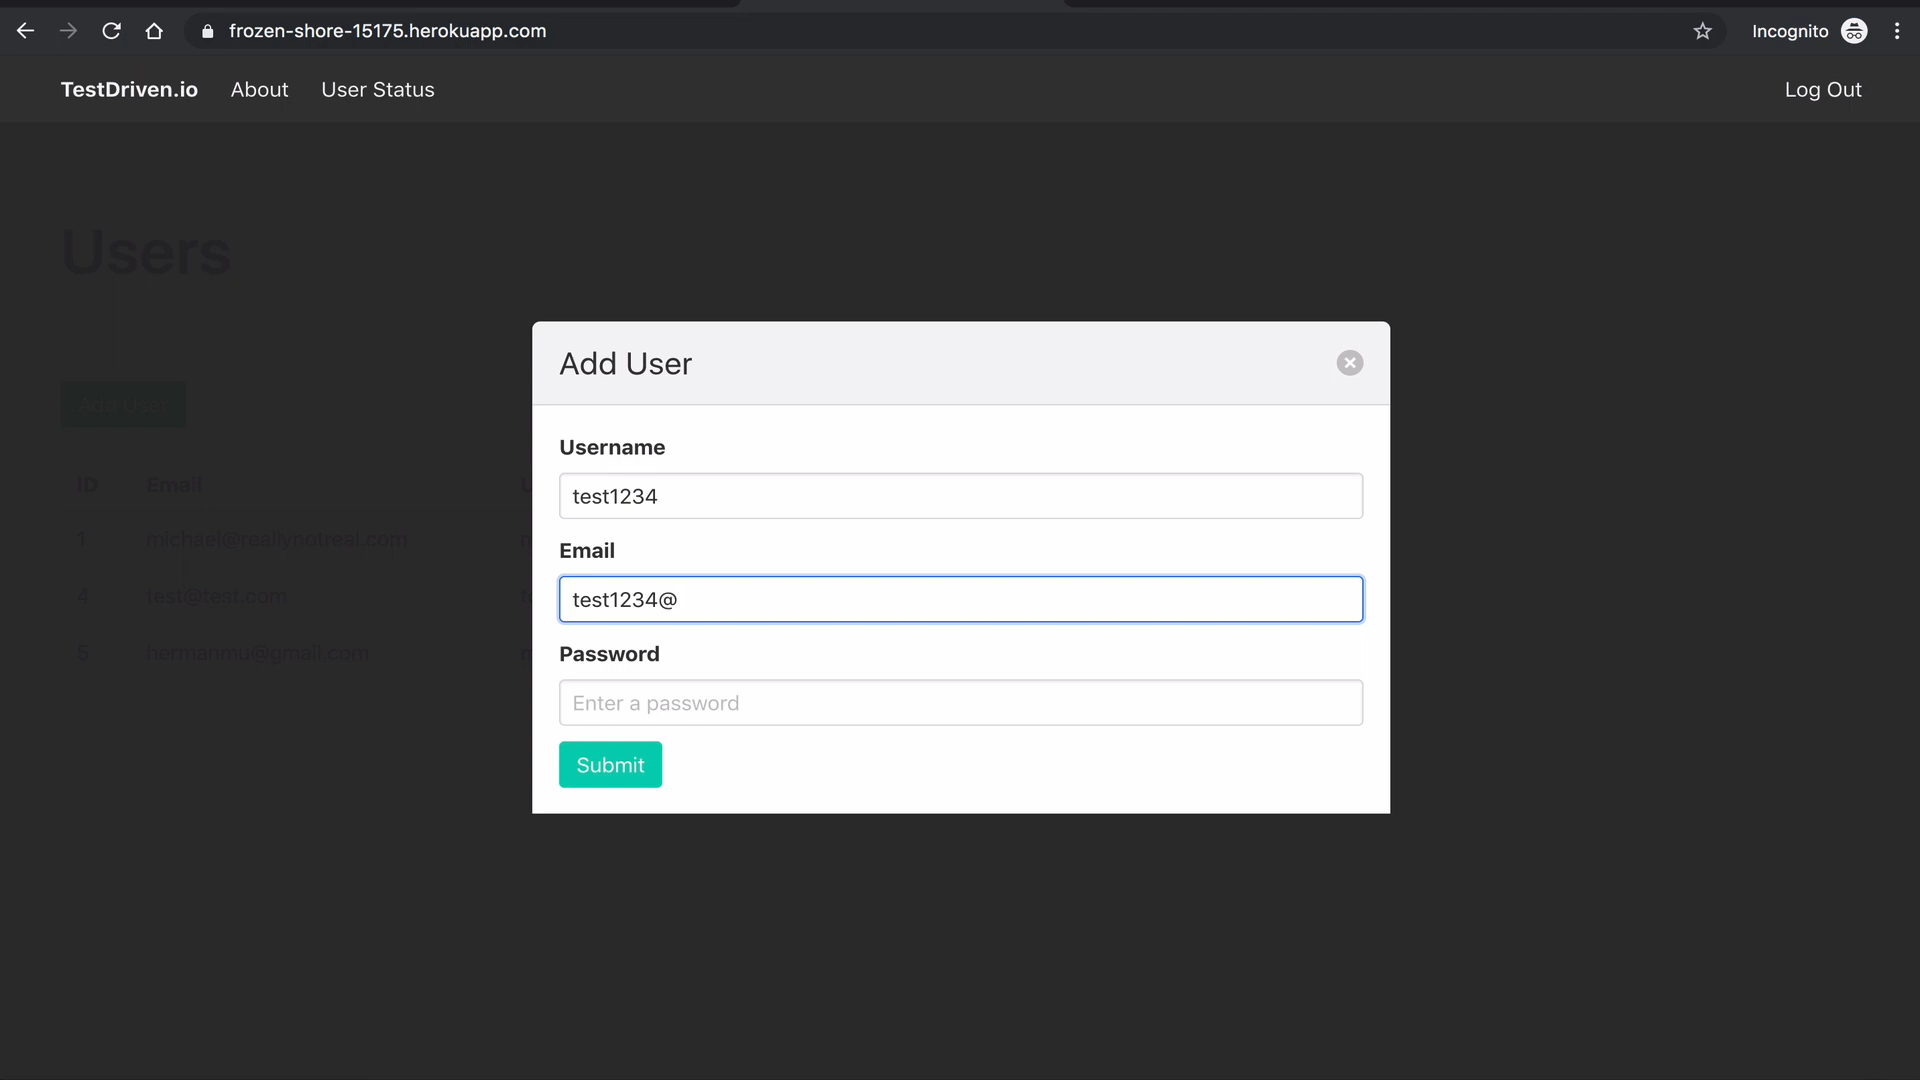 frozen-shore-15175.herokuapp.com
Incognito
TestDriven.io About User Status Log Out
Users
Add User
Add User
Username
test1234
ID Email
Email
1 michael@reallynotreal.com
4 test@test.com
test1234@
5 hermanmu@gmail.com
Password
Enter a password
Submit